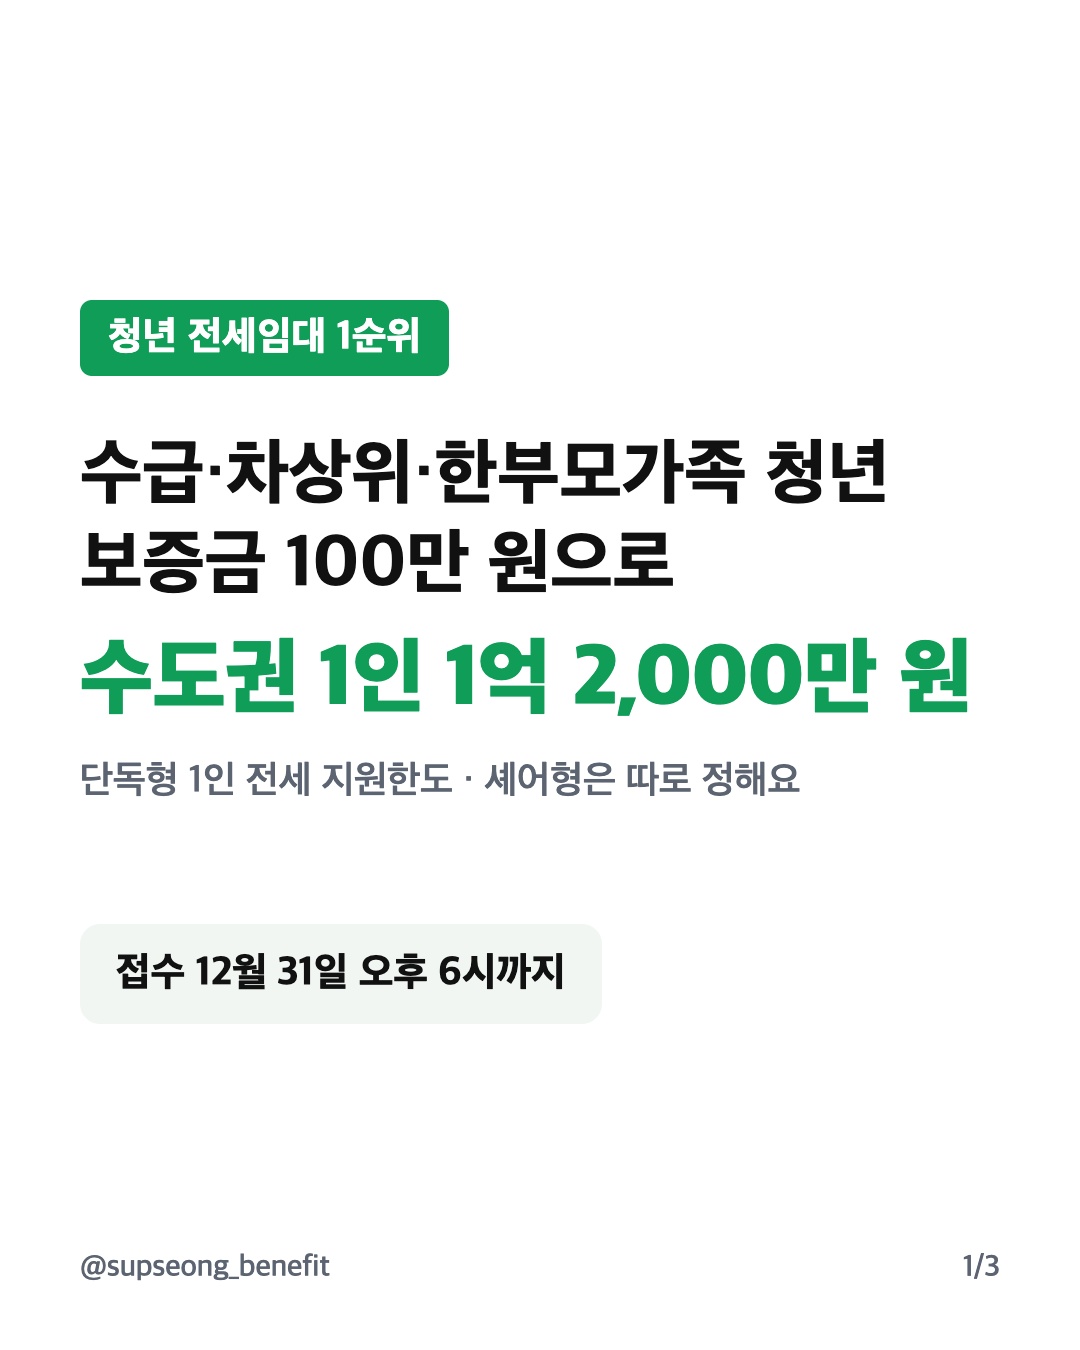 청년 전세임대 1순위
수급·차상위·한부모가족 청년
보증금 100만 원으로
수도권 1인 1억 2,000만 원
단독형 1인 전세 지원한도 · 셰어형은 따로 정해요
접수 12월 31일 오후 6시까지
@supseong_benefit
1/3